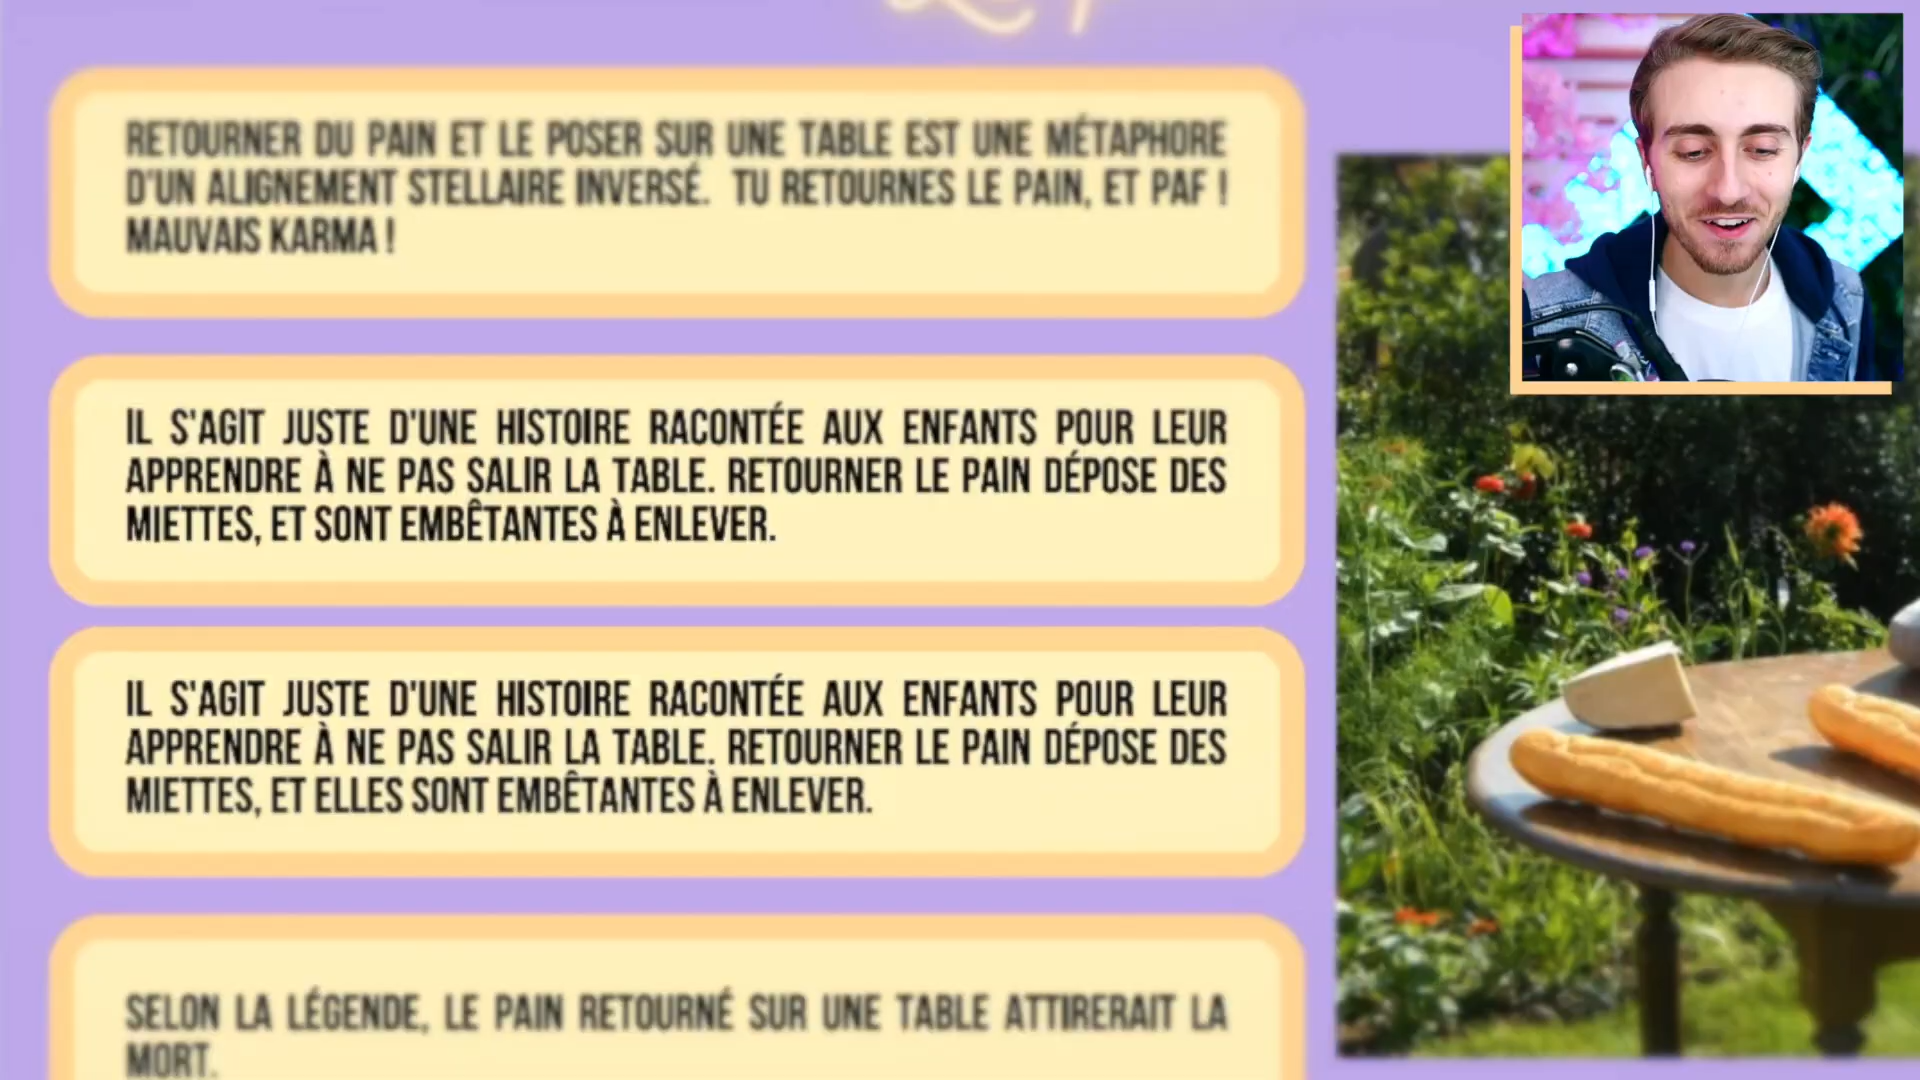 RETOURNER DU PAIN ET LE POSER SUR UNE TABLE EST UNE MÉTAPHORE
D'UN ALIGNEMENT STELLAIRE INVERSÉ. TU RETOURNES LE PAIN, ET PAF !
MAUVAIS KARMA !
IL S'AGIT JUSTE D'UNE HISTOIRE RACONTÉE AUX ENFANTS POUR LEUR
APPRENDRE À NE PAS SALIR LA TABLE. RETOURNER LE PAIN DÉPOSE DES
MIETTES, ET SONT EMBÊTANTES À ENLEVER.
IL S'AGIT JUSTE D'UNE HISTOIRE RACONTÉE AUX ENFANTS POUR LEUR
APPRENDRE À NE PAS SALIR LA TABLE. RETOURNER LE PAIN DÉPOSE DES
MIETTES, ET ELLES SONT EMBÊTANTES À ENLEVER.
SELON LA LÉGENDE, LE PAIN RETOURNÉ SUR UNE TABLE ATTIRERAIT LA
MORT.